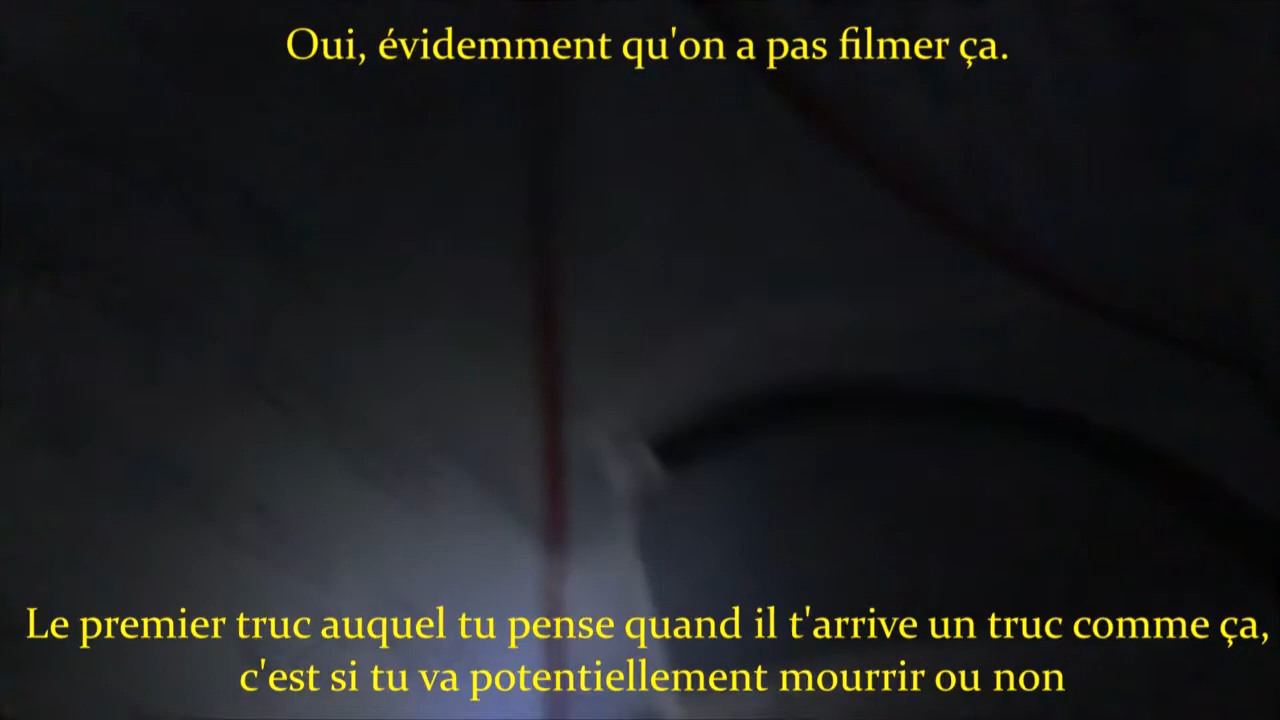 Oui, évidemment qu'on a pas filmer ça.
Le premier truc auquel tu pense quand il t'arrive un truc comme ça,
c'est si tu va potentiellement mourrir ou non